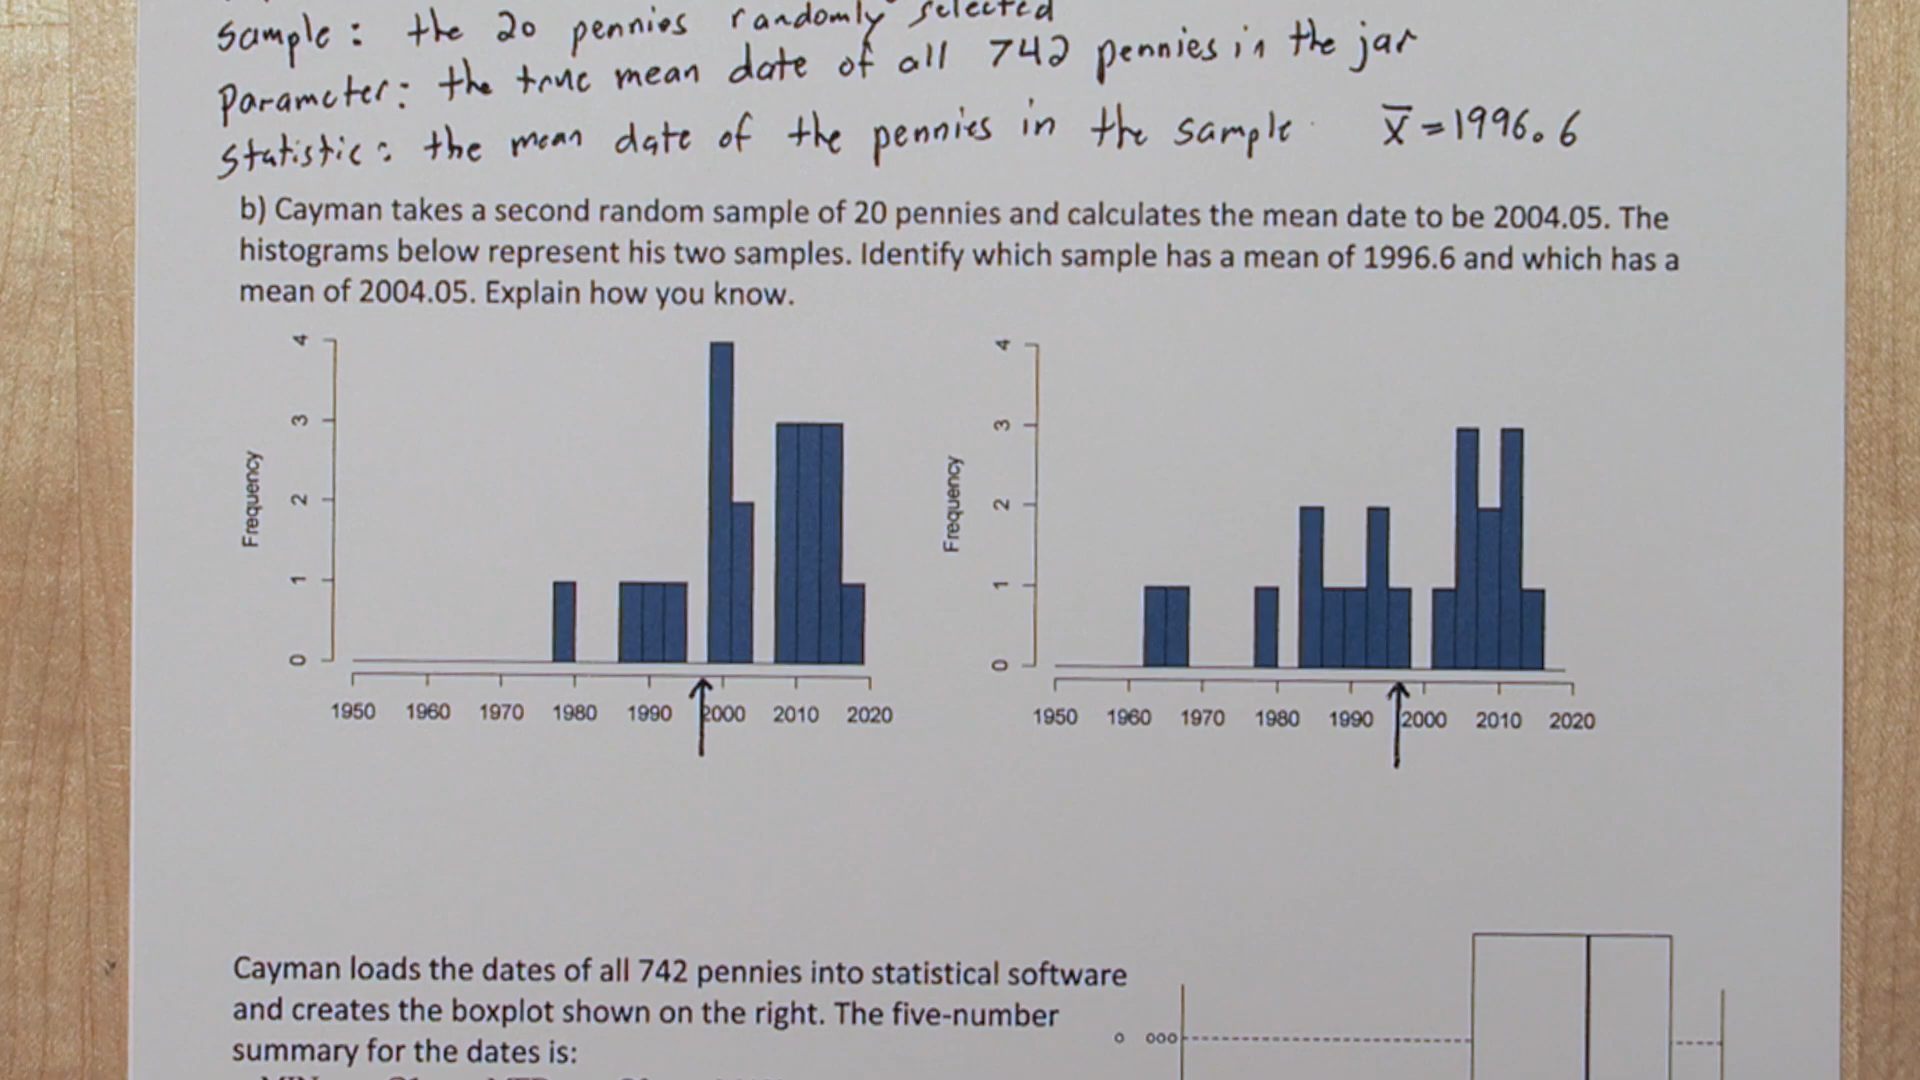 sample: the 20 pennies randomly selected
Parameter: the true mean date of all 742 pennies in the jar
Statistic: the mean date of the pennies in the sample x̅ = 1996.6
b) Cayman takes a second random sample of 20 pennies and calculates the mean date to be 2004.05. The
histograms below represent his two samples. Identify which sample has a mean of 1996.6 and which has a
mean of 2004.05. Explain how you know.
Frequency
4
3
2
1
0
1950 1960 1970 1980 1990 2000 2010 2020
Frequency
4
3
2
1
0
1950 1960 1970 1980 1990 2000 2010 2020
Cayman loads the dates of all 742 pennies into statistical software
and creates the boxplot shown on the right. The five-number
summary for the dates is: